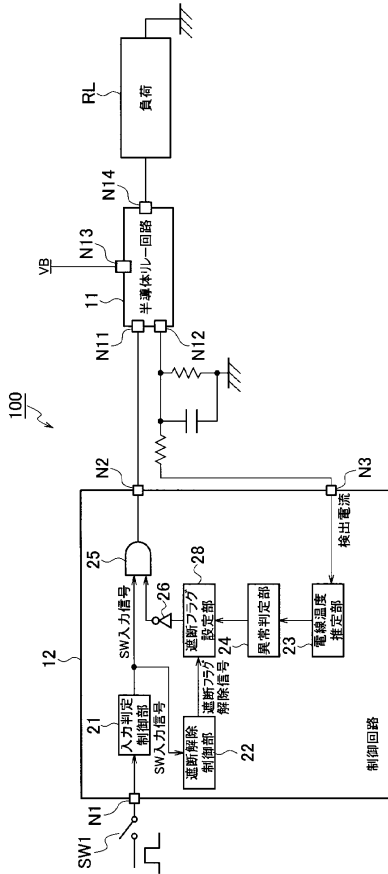 100
SW1
N1
12
21
入力判定
制御部
SW入力信号
SW入力信号
遮断解除
制御部
22
遮断フラグ
解除信号
25
26
28
遮断フラグ
設定部
24
異常判定部
23
電線温度
推定部
検出電流
制御回路
N2
N3
N11
N12
11
半導体リレー回路
VB
N13
N14
RL
負荷